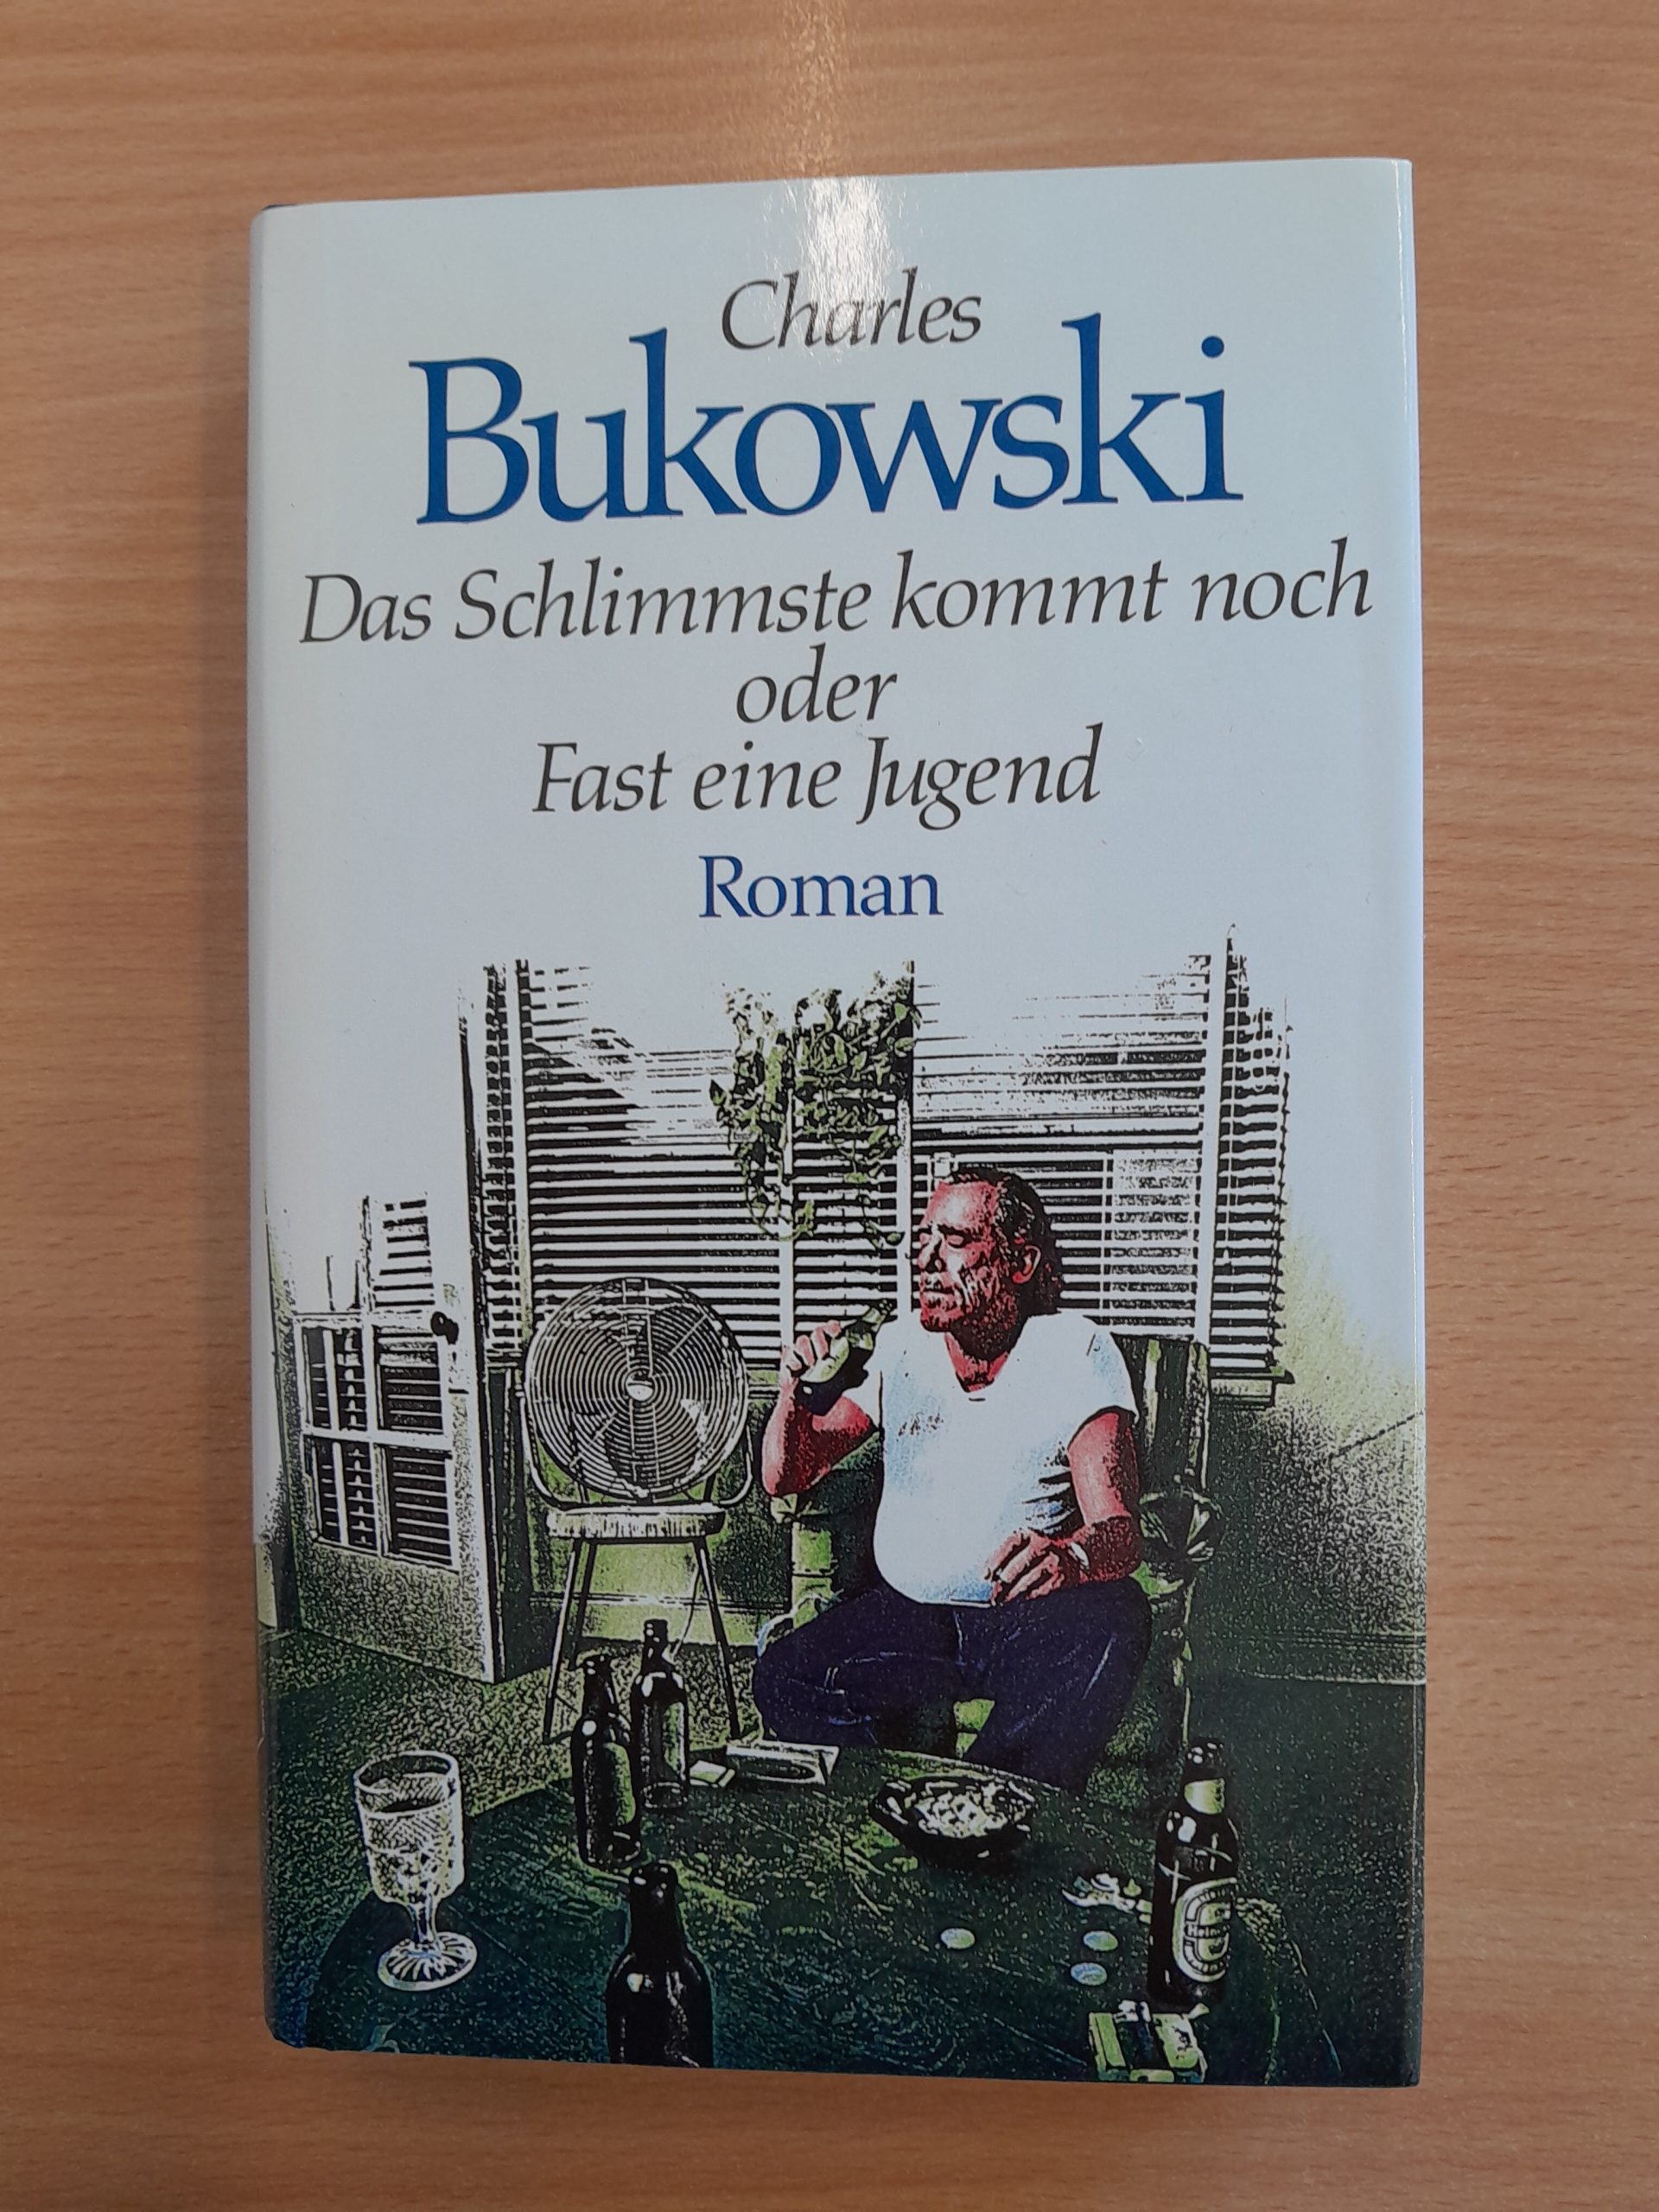 Charles
Bukowski
Das Schlimmste kommt noch
oder
Fast eine Jugend
Roman